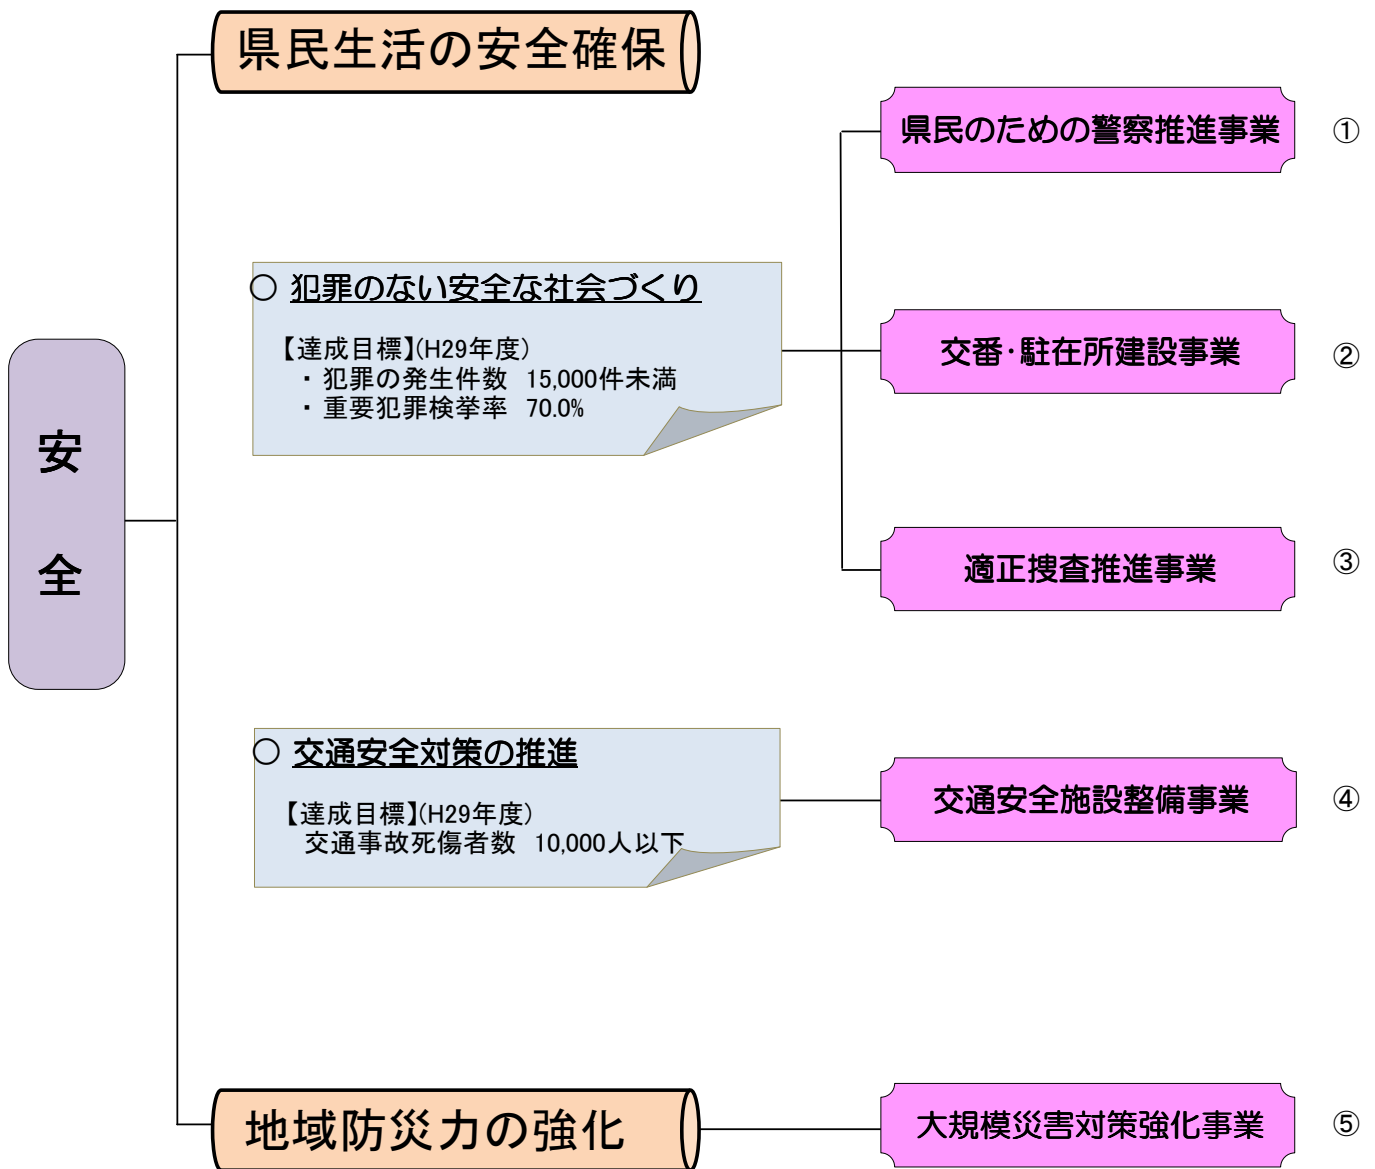 県民生活の安全確保
県民のための警察推進事業 ①
○ 犯罪のない安全な社会づくり
【達成目標】(H29年度)
・ 犯罪の発生件数 15,000件未満
・ 重要犯罪検挙率 70.0%
交番・駐在所建設事業 ②
安
全
適正捜査推進事業 ③
○ 交通安全対策の推進
【達成目標】(H29年度)
交通事故死傷者数 10,000人以下
交通安全施設整備事業 ④
地域防災力の強化
大規模災害対策強化事業 ⑤